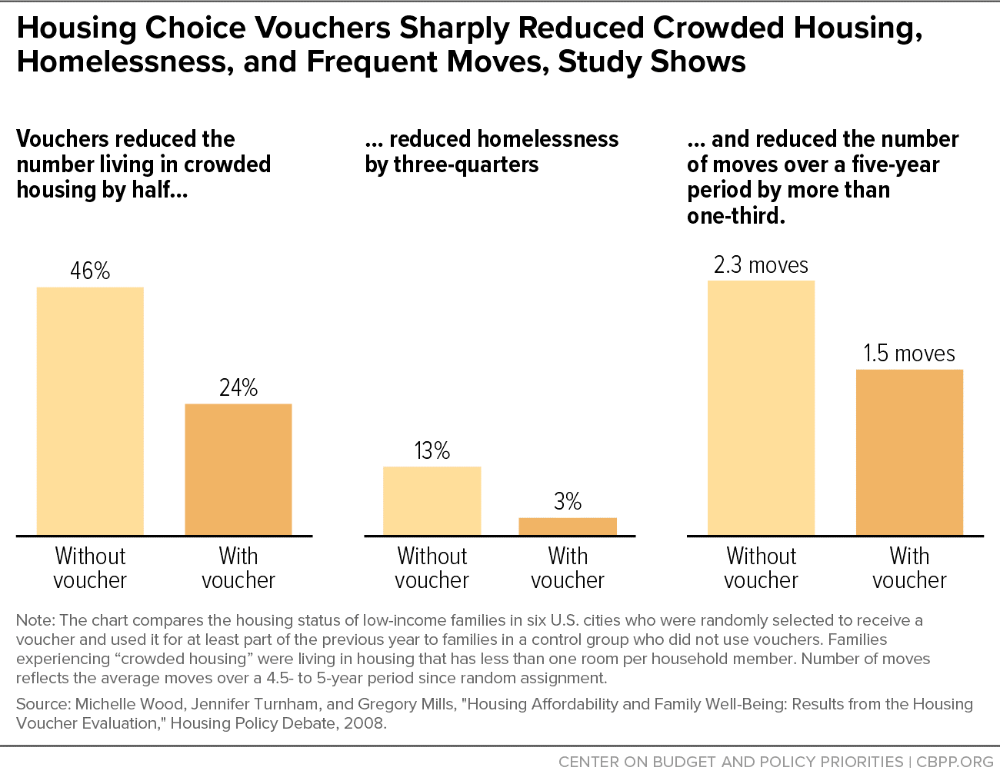 Housing Choice Vouchers Sharply Reduced Crowded Housing,
Homelessness, and Frequent Moves, Study Shows
Vouchers reduced the
number living in crowded
housing by half...
46%
24%
Without
voucher
With
voucher
... reduced homelessness
by three-quarters
13%
3%
Without
voucher
With
voucher
... and reduced the number
of moves over a five-year
period by more than
one-third.
2.3 moves
1.5 moves
Without
voucher
With
voucher
Note: The chart compares the housing status of low-income families in six U.S. cities who were randomly selected to receive a
voucher and used it for at least part of the previous year to families in a control group who did not use vouchers. Families
experiencing “crowded housing” were living in housing that has less than one room per household member. Number of moves
reflects the average moves over a 4.5- to 5-year period since random assignment.
Source: Michelle Wood, Jennifer Turnham, and Gregory Mills, "Housing Affordability and Family Well-Being: Results from the Housing
Voucher Evaluation," Housing Policy Debate, 2008.
CENTER ON BUDGET AND POLICY PRIORITIES | CBPP.ORG